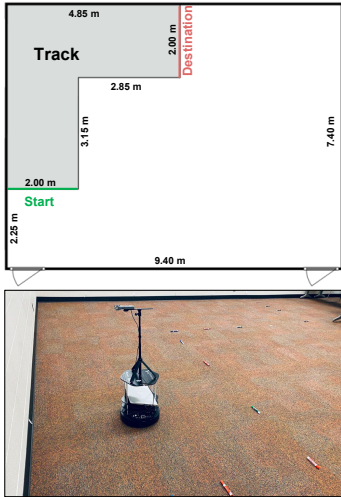 4.85 m
2.00 m
Destination
Track
2.85 m
3.15 m
7.40 m
2.00 m
Start
2.25 m
9.40 m